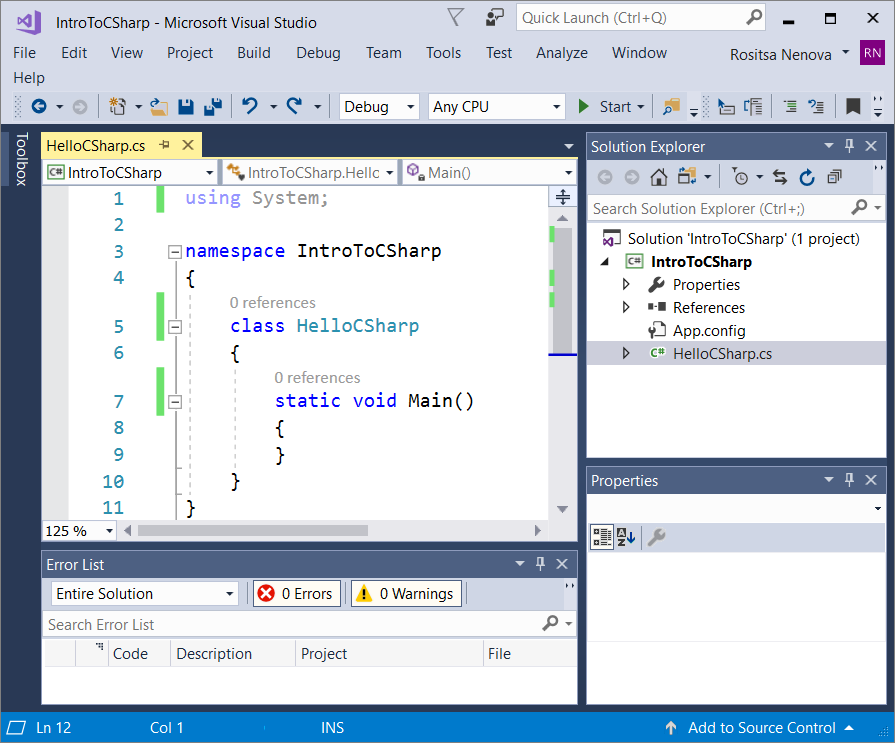 IntroToCSharp - Microsoft Visual Studio
Quick Launch (Ctrl+Q)
File Edit View Project Build Debug Team Tools Test Analyze Window
Rositsa Nenova RN
Help
Debug Any CPU Start
Toolbox
HelloCSharp.cs
C# IntroToCSharp IntroToCSharp.Hello Main()
1 using System;
2
3 namespace IntroToCSharp
4 {
0 references
5 class HelloCSharp
6 {
0 references
7 static void Main()
8 {
9 }
10 }
11 }
125 %
Error List
Entire Solution 0 Errors 0 Warnings
Search Error List
Code Description Project File
Solution Explorer
Search Solution Explorer (Ctrl+;)
Solution 'IntroToCSharp' (1 project)
C# IntroToCSharp
Properties
References
App.config
C# HelloCSharp.cs
Properties
AZ
Ln 12 Col 1 INS Add to Source Control